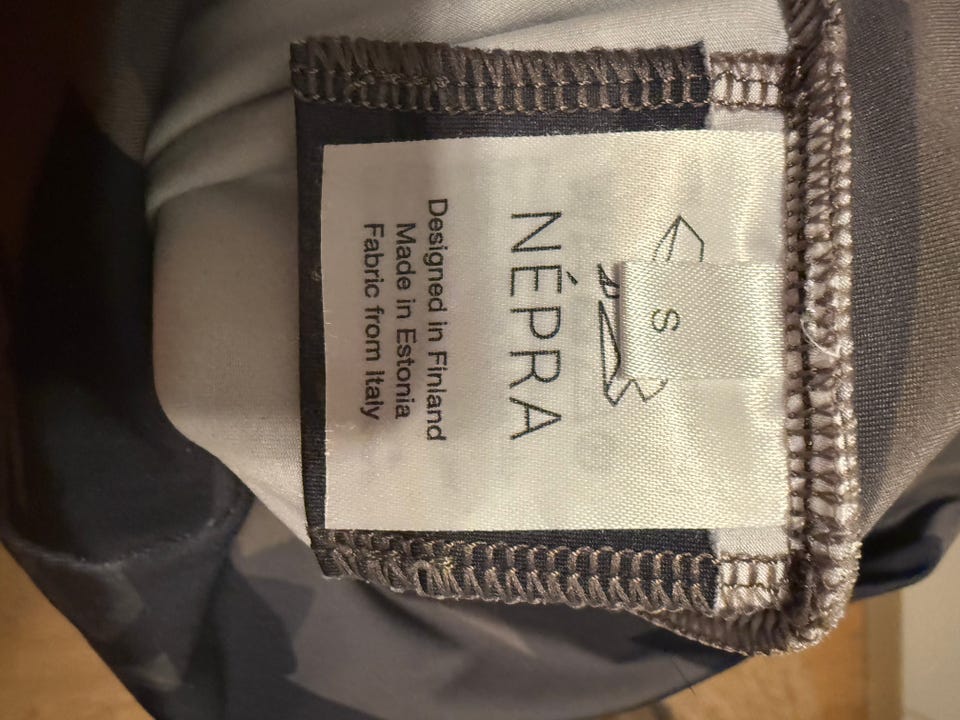 S
NÉPRA
Designed in Finland
Made in Estonia
Fabric from Italy